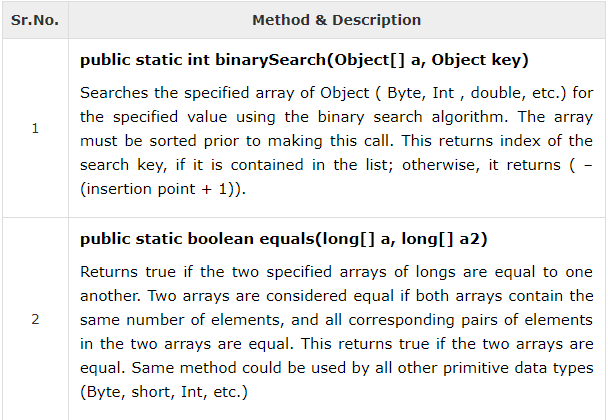 Sr.No. Method & Description
public static int binarySearch(Object[] a, Object key)
Searches the specified array of Object ( Byte, Int , double, etc.) for
the specified value using the binary search algorithm. The array
1
must be sorted prior to making this call. This returns index of the
search key, if it is contained in the list; otherwise, it returns ( –
(insertion point + 1)).
public static boolean equals(long[] a, long[] a2)
Returns true if the two specified arrays of longs are equal to one
another. Two arrays are considered equal if both arrays contain the
2 same number of elements, and all corresponding pairs of elements
in the two arrays are equal. This returns true if the two arrays are
equal. Same method could be used by all other primitive data types
(Byte, short, Int, etc.)